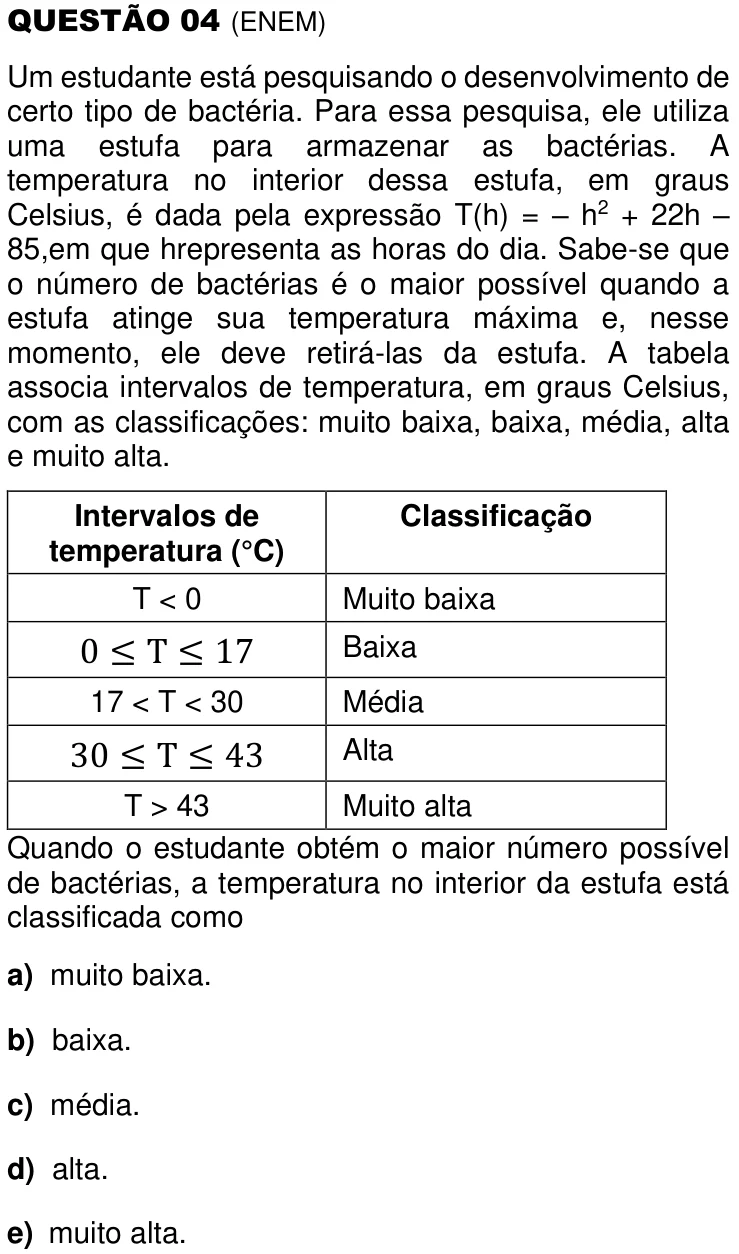 QUESTÃO 04 (ENEM)
Um estudante está pesquisando o desenvolvimento de
certo tipo de bactéria. Para essa pesquisa, ele utiliza
uma estufa para armazenar as bactérias. A
temperatura no interior dessa estufa, em graus
Celsius, é dada pela expressão T(h) = – h² + 22h –
85,em que hrepresenta as horas do dia. Sabe-se que
o número de bactérias é o maior possível quando a
estufa atinge sua temperatura máxima e, nesse
momento, ele deve retirá-las da estufa. A tabela
associa intervalos de temperatura, em graus Celsius,
com as classificações: muito baixa, baixa, média, alta
e muito alta.
Intervalos de temperatura (°C) Classificação
T < 0 Muito baixa
0 ≤ T ≤ 17 Baixa
17 < T < 30 Média
30 ≤ T ≤ 43 Alta
T > 43 Muito alta
Quando o estudante obtém o maior número possível
de bactérias, a temperatura no interior da estufa está
classificada como
a) muito baixa.
b) baixa.
c) média.
d) alta.
e) muito alta.